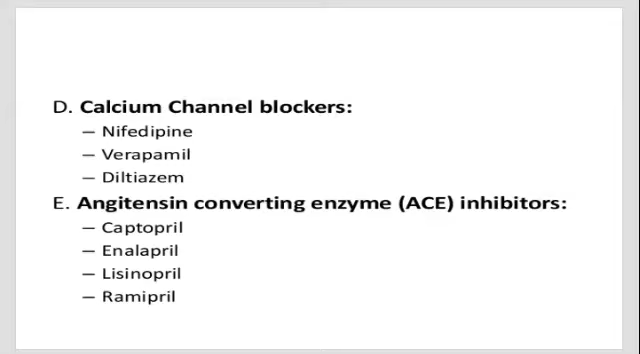 D. Calcium Channel blockers:
– Nifedipine
– Verapamil
– Diltiazem
E. Angitensin converting enzyme (ACE) inhibitors:
– Captopril
– Enalapril
– Lisinopril
– Ramipril